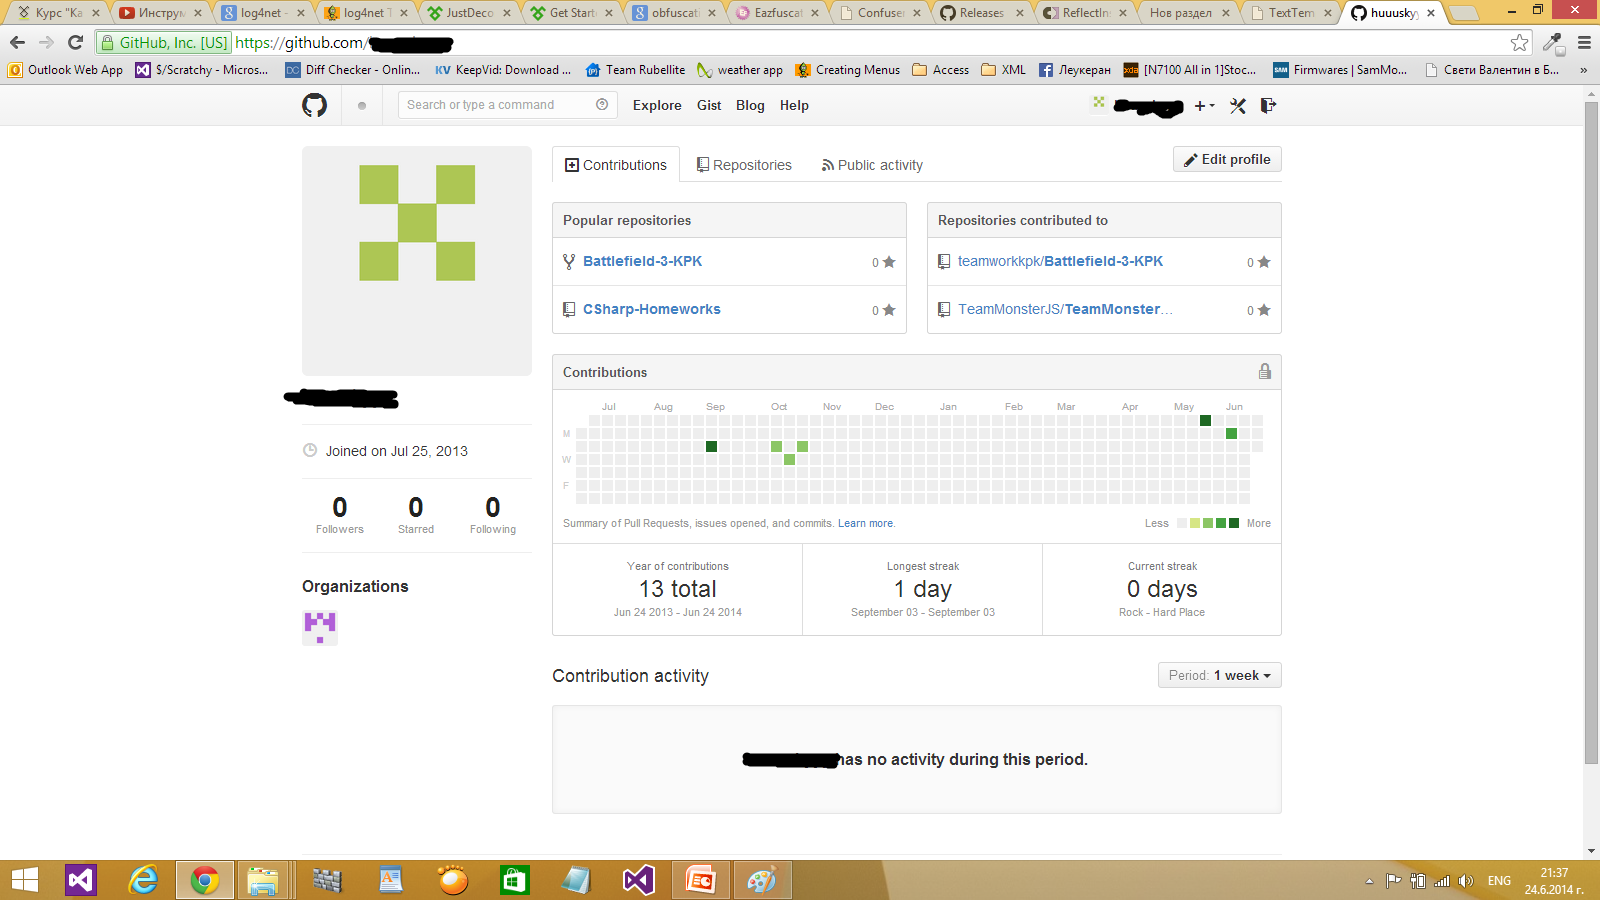 Курс "Ка
Инструм
log4net -
log4net T
JustDeco
Get Starte
obfuscati
Eazfuscat
Confuser
Releases
ReflectIns
Нов раздел
TextTem
huuusky
GitHub, Inc. [US] https://github.com/
Outlook Web App
$/Scratchy - Micros...
Diff Checker - Onlin...
KeepVid: Download ...
Team Rubellite
weather app
Creating Menus
Access
XML
Леукеран
[N7100 All in 1]Stoc...
Firmwares | SamMo...
Свети Валентин в Б...
»
Search or type a command
Explore Gist Blog Help
Contributions
Repositories
Public activity
Edit profile
Popular repositories
Battlefield-3-KPK 0
CSharp-Homeworks 0
Repositories contributed to
teamworkkpk/Battlefield-3-KPK 0
TeamMonsterJS/TeamMonster... 0
Joined on Jul 25, 2013
0 Followers
0 Starred
0 Following
Organizations
Contributions
Jul Aug Sep Oct Nov Dec Jan Feb Mar Apr May Jun
M
W
F
Summary of Pull Requests, issues opened, and commits. Learn more.
Less More
Year of contributions
13 total
Jun 24 2013 - Jun 24 2014
Longest streak
1 day
September 03 - September 03
Current streak
0 days
Rock - Hard Place
Contribution activity
Period: 1 week
has no activity during this period.
ENG
21:37
24.6.2014 г.